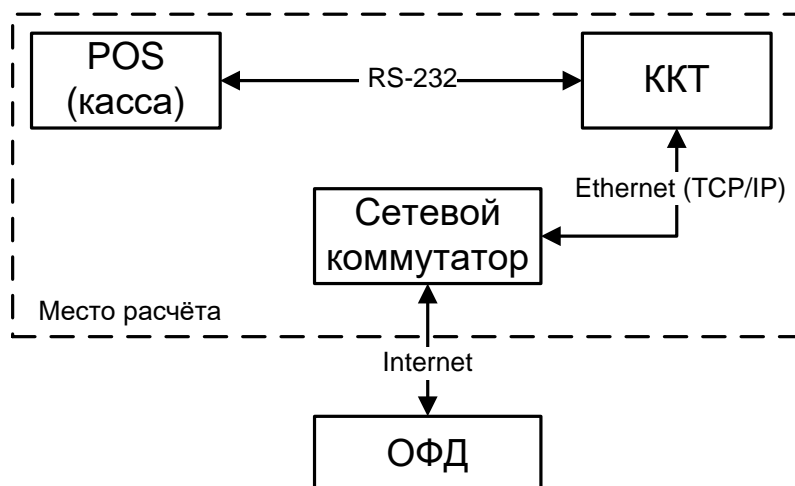 POS
(касса)
RS-232
ККТ
Ethernet (TCP/IP)
Сетевой
коммутатор
Место расчёта
Internet
ОФД